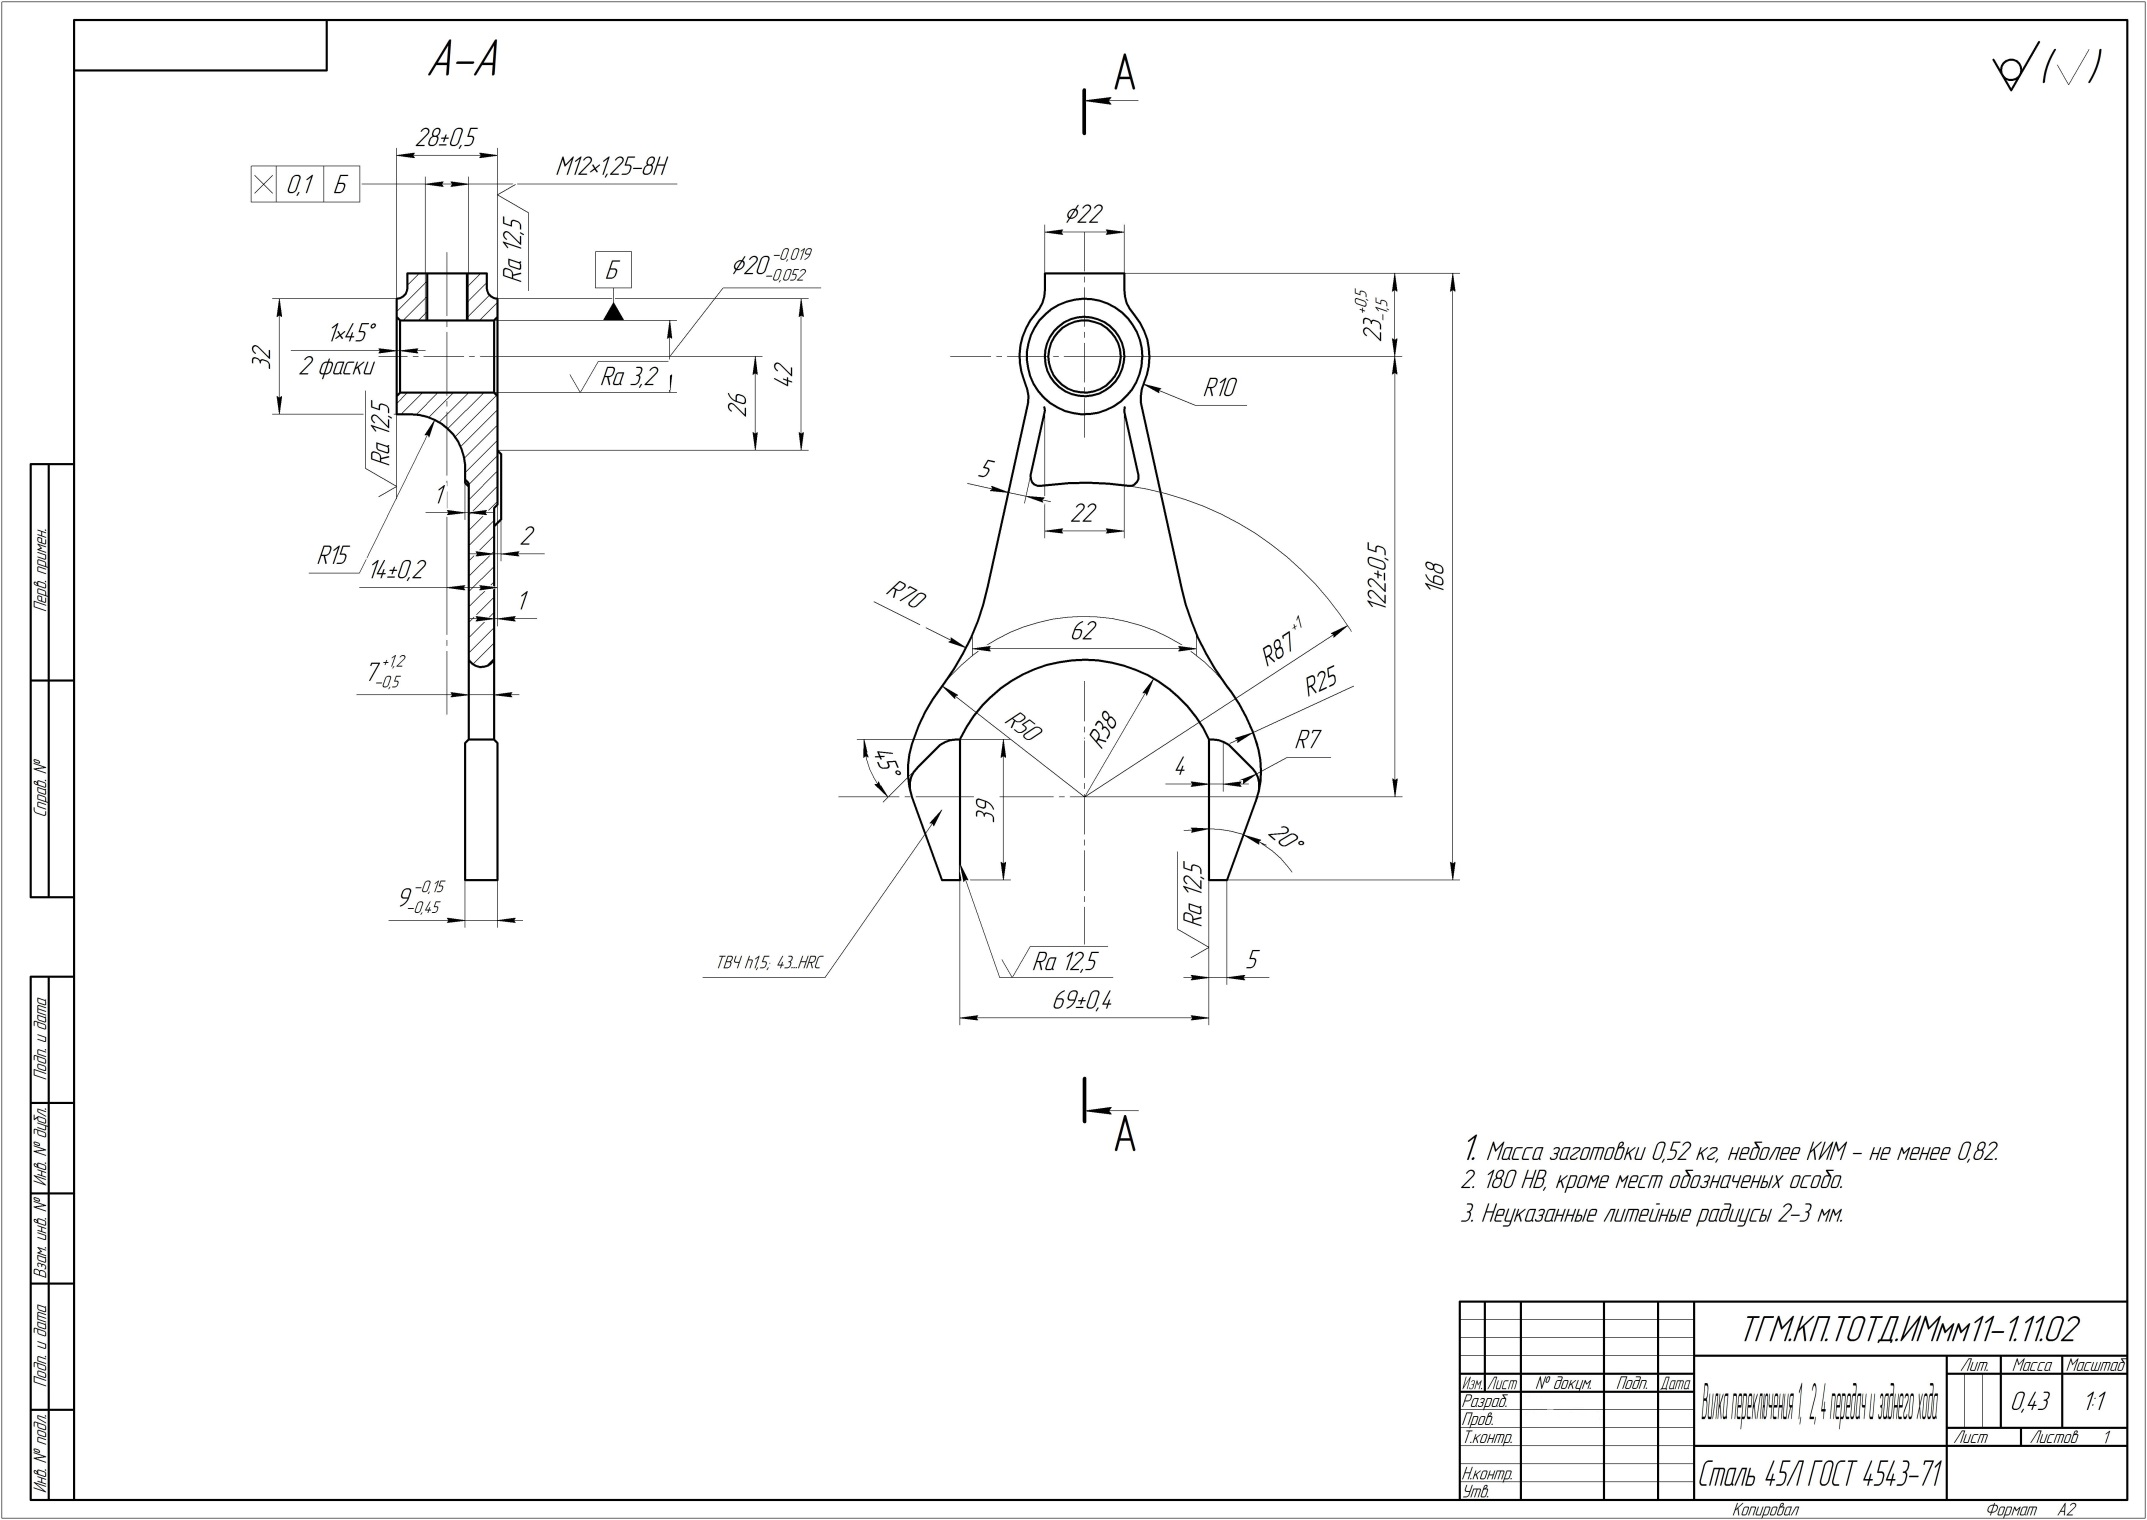 А–А
А
28±0,5
М12×1,25–8Н
0,1 Б
Ra 12,5
Б
⌀20 -0,019
-0,052
⌀22
23 +0,5
-1,5
32
1×45°
2 фаски
Ra 3,2
42
26
R10
Ra 12,5
1
5
22
R15
2
14±0,2
122±0,5
168
1
R70
62
R87 +1
7 +1,2
-0,5
R25
R50
R38
R7
45°
4
39
20°
9 -0,15
-0,45
Ra 12,5
ТВЧ h1,5; 43...HRC
Ra 12,5
5
69±0,4
А
1. Масса заготовки 0,52 кг, неболее КИМ – не менее 0,82.
2. 180 НВ, кроме мест обозначеных особо.
3. Неуказанные литейные радиусы 2–3 мм.
Перв. примен.
Справ. №
Подп. и дата
Инв. № дубл.
Взам. инв. №
Подп. и дата
Инв. № подл.
ТГМ.КП.ТОТД.ИМмм11–1.11.02
Лит. Масса Масштаб
Изм. Лист № докум. Подп. Дата
Разраб.
Вилка переключения 1, 2, 4 передач и заднего хода
0,43 1:1
Пров.
Т.контр.
Лист Листов 1
Н.контр.
Сталь 45Л ГОСТ 4543–71
Утв.
Копировал Формат А2